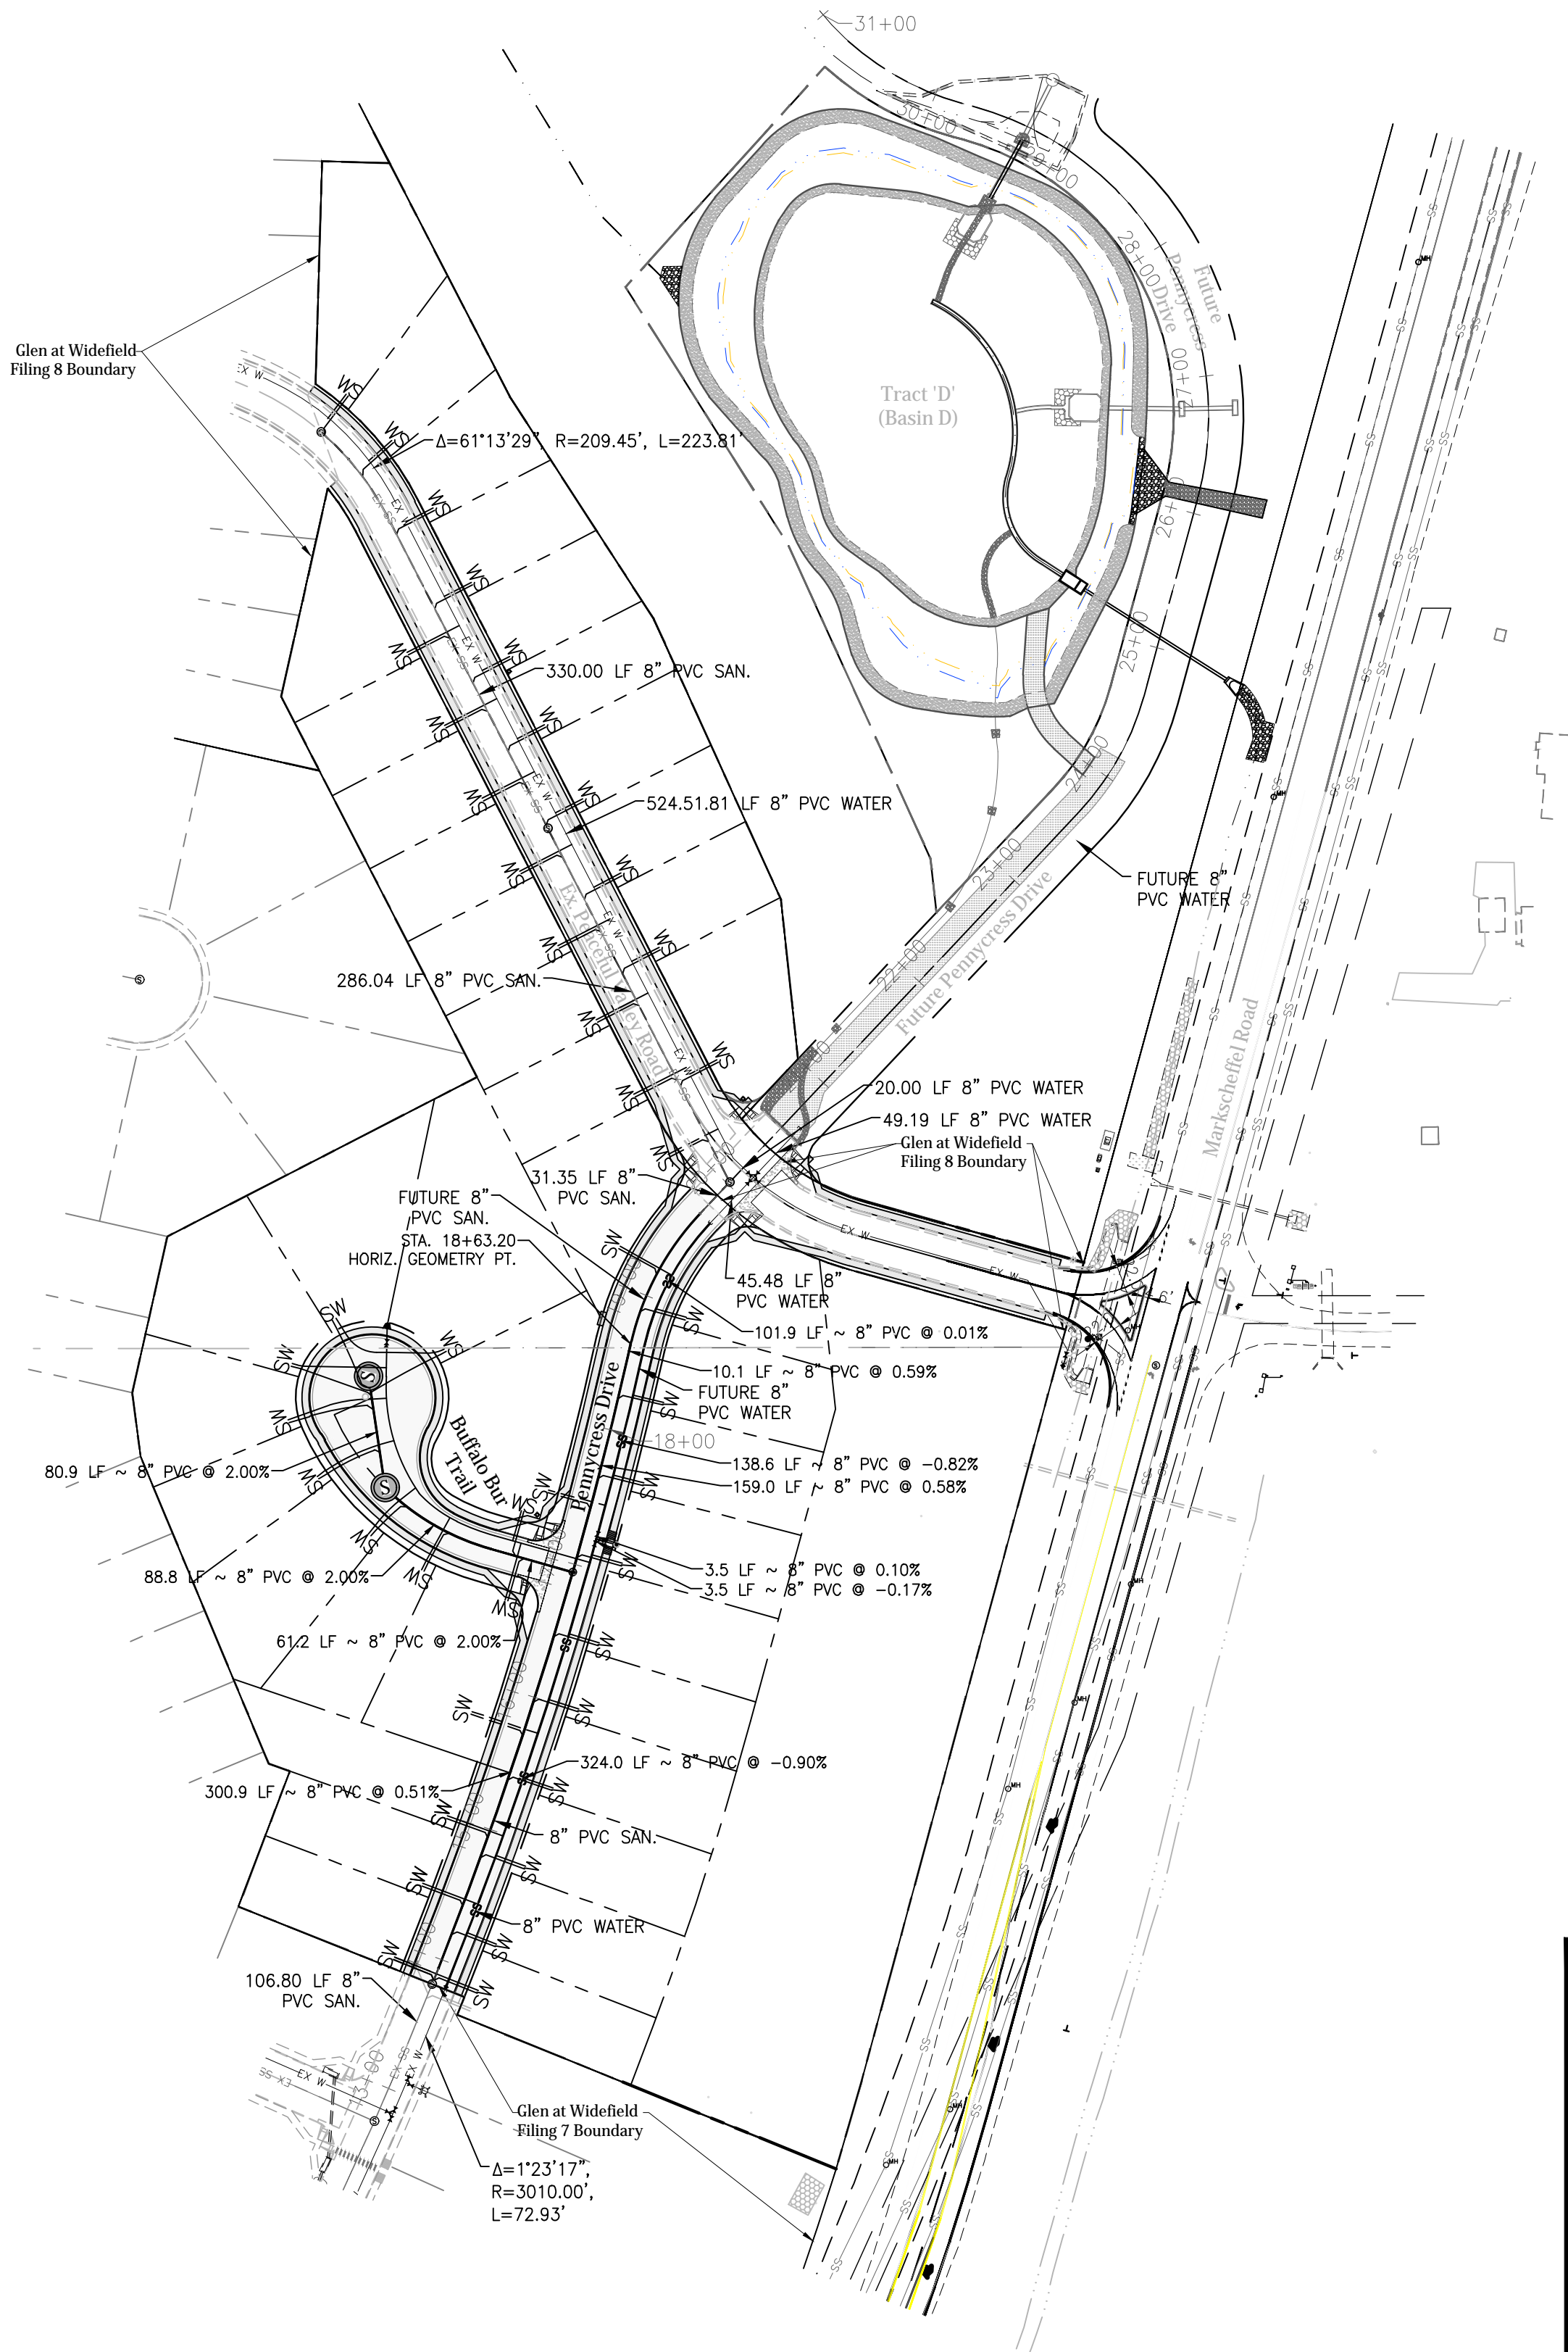 31+00
30+00
29+00
28+00
Future
Pennycress
Drive
27+00
Glen at Widefield
Filing 8 Boundary
EX W
Tract 'D'
(Basin D)
Δ=61°13'29", R=209.45', L=223.81'
25+00
330.00 LF 8" PVC SAN.
24+00
524.51.81 LF 8" PVC WATER
23+00
FUTURE 8"
PVC WATER
Ex. Peaceful Valley Road
286.04 LF 8" PVC SAN.
22+00
Future Pennycress Drive
Markscheffel Road
20.00 LF 8" PVC WATER
49.19 LF 8" PVC WATER
Glen at Widefield
Filing 8 Boundary
31.35 LF 8"
PVC SAN.
FUTURE 8"
PVC SAN.
STA. 18+63.20
HORIZ. GEOMETRY PT.
45.48 LF 8"
PVC WATER
101.9 LF ~ 8" PVC @ 0.01%
10.1 LF ~ 8" PVC @ 0.59%
FUTURE 8"
PVC WATER
Pennycress Drive
18+00
Buffalo Bur
Trail
80.9 LF ~ 8" PVC @ 2.00%
138.6 LF ~ 8" PVC @ -0.82%
159.0 LF ~ 8" PVC @ 0.58%
88.8 LF ~ 8" PVC @ 2.00%
3.5 LF ~ 8" PVC @ 0.10%
3.5 LF ~ 8" PVC @ -0.17%
61.2 LF ~ 8" PVC @ 2.00%
324.0 LF ~ 8" PVC @ -0.90%
300.9 LF ~ 8" PVC @ 0.51%
8" PVC SAN.
8" PVC WATER
106.80 LF 8"
PVC SAN.
13+00
EX W
EX SS
Glen at Widefield
Filing 7 Boundary
Δ=1°23'17",
R=3010.00',
L=72.93'